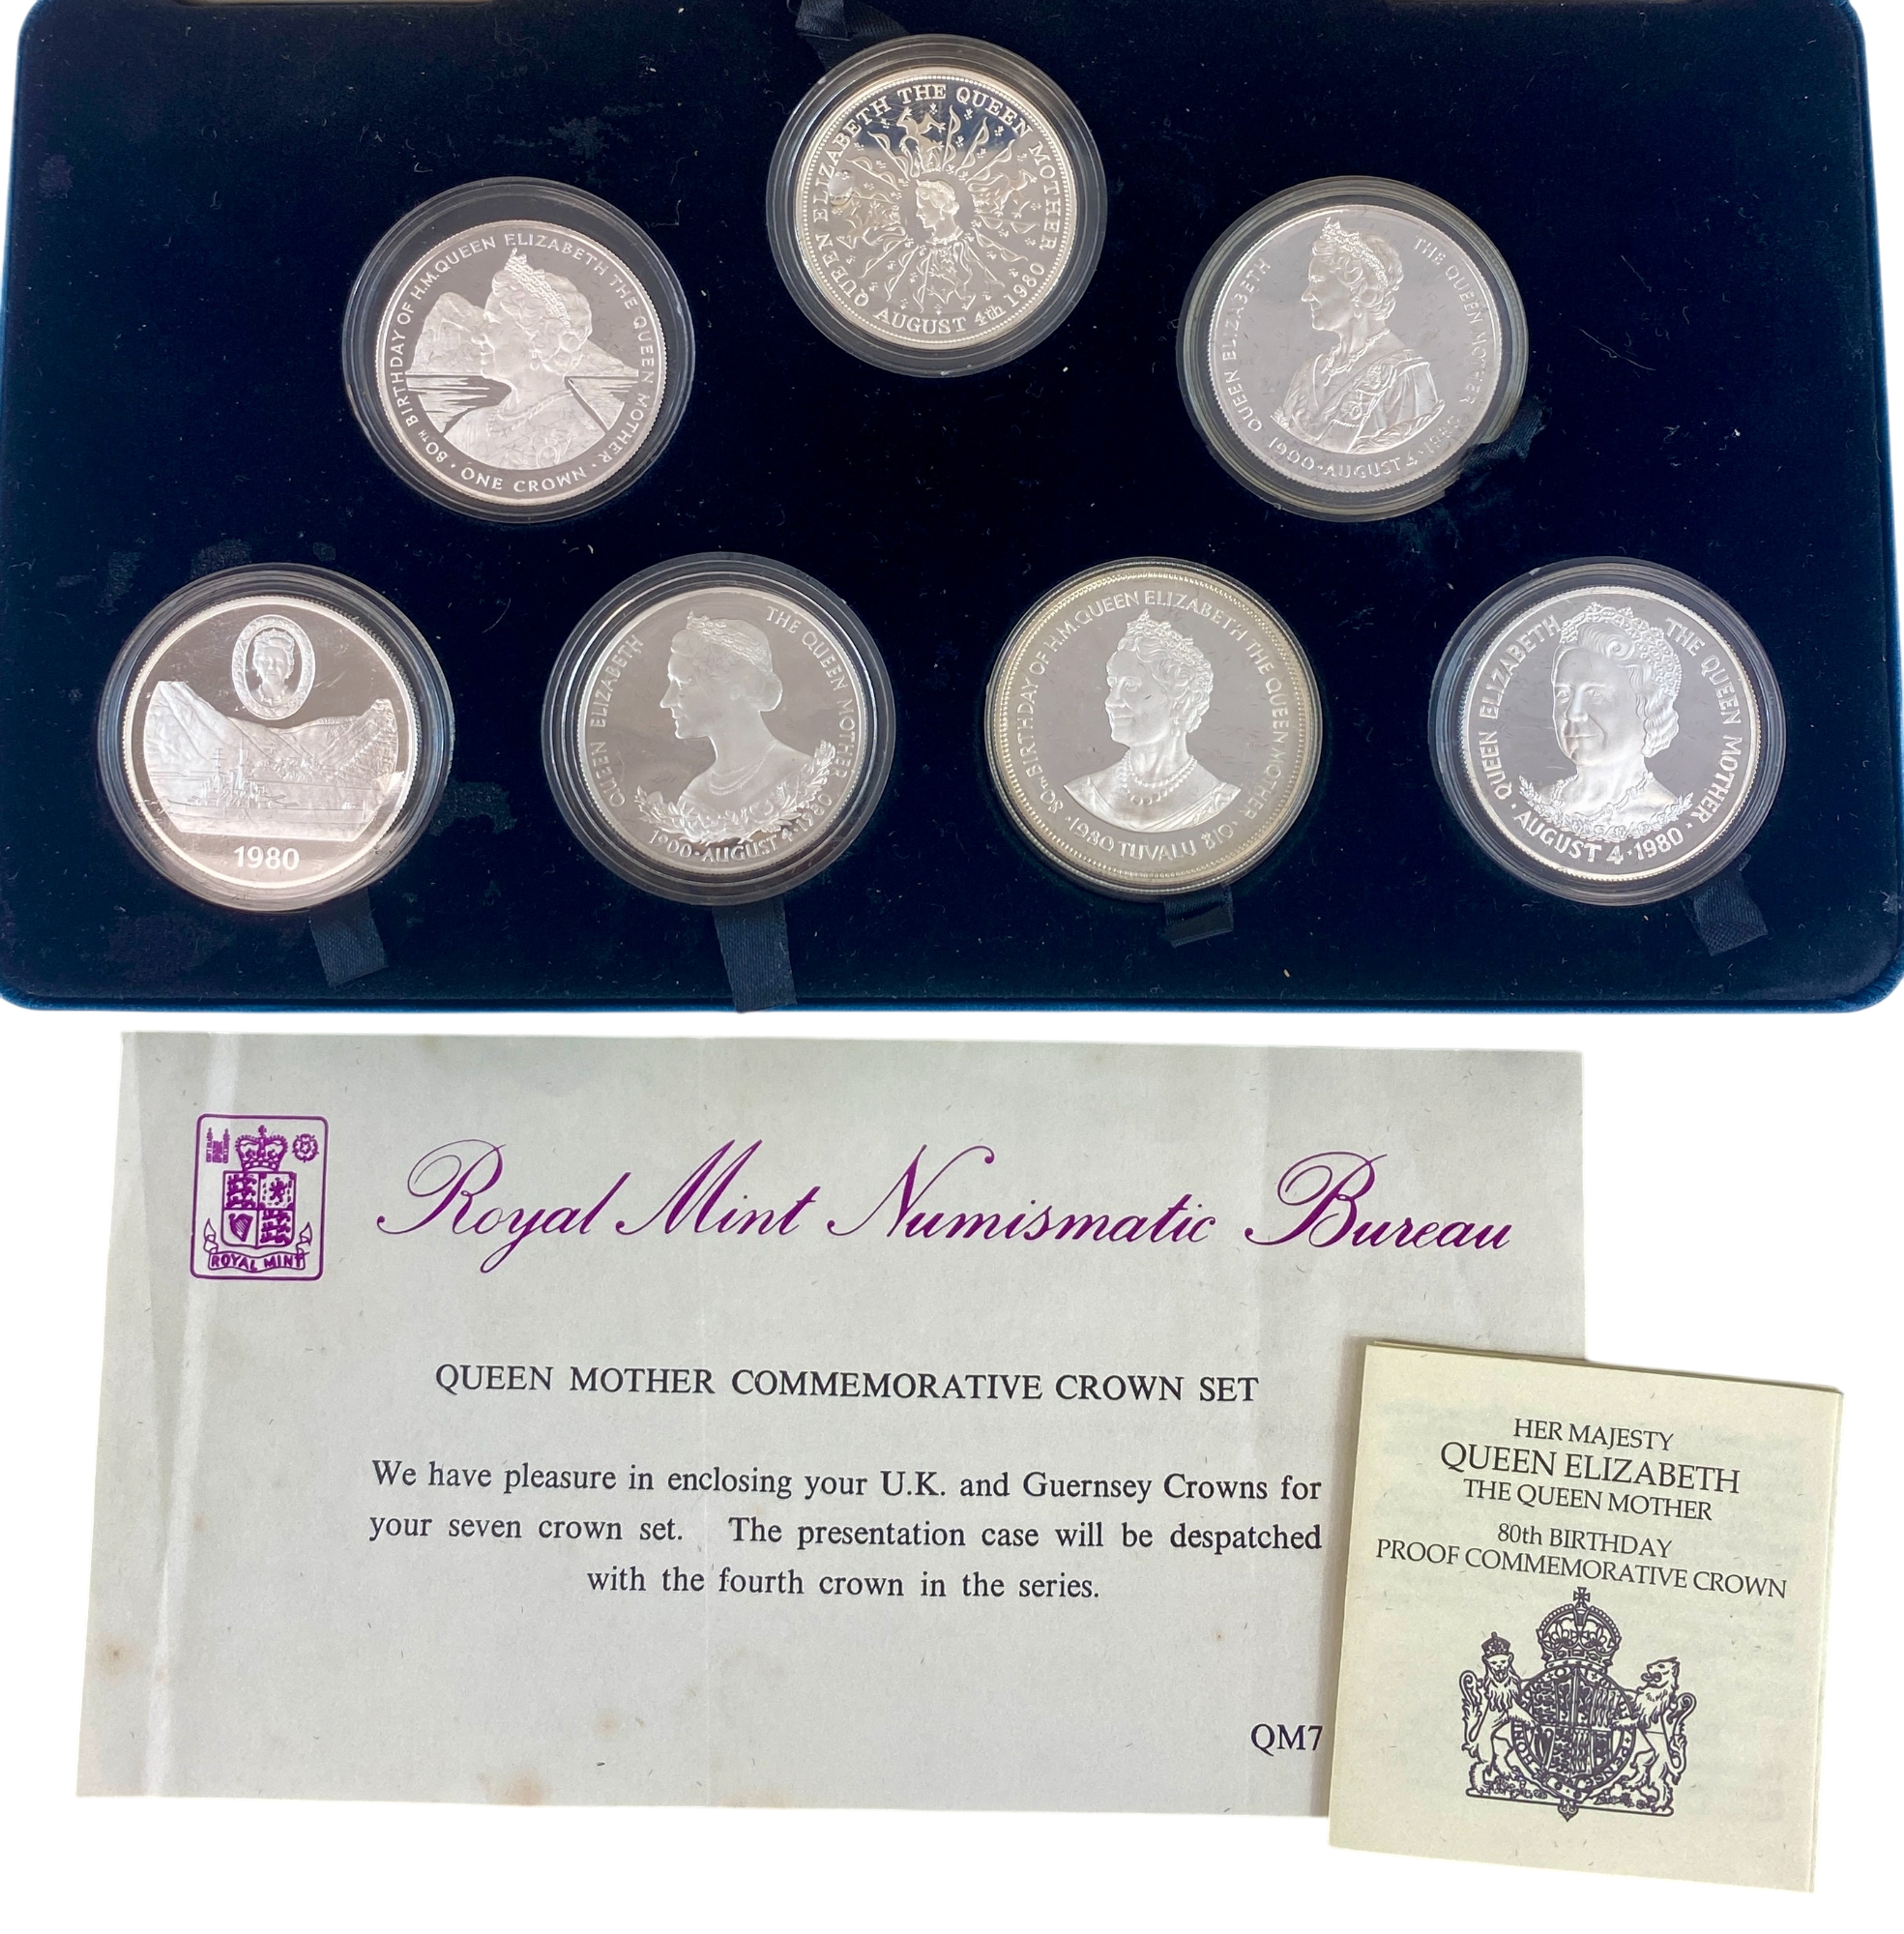 QUEEN ELIZABETH THE QUEEN MOTHER
AUGUST 4th 1980
80TH BIRTHDAY OF H.M.QUEEN ELIZABETH THE QUEEN MOTHER
ONE CROWN
QUEEN ELIZABETH THE QUEEN MOTHER
1900·AUGUST 4·1980
1980
QUEEN ELIZABETH THE QUEEN MOTHER
1900·AUGUST 4·1980
80TH BIRTHDAY OF H.M.QUEEN ELIZABETH THE QUEEN MOTHER
1980 TUVALU $10
QUEEN ELIZABETH THE QUEEN MOTHER
AUGUST 4·1980
ROYAL MINT
Royal Mint Numismatic Bureau
QUEEN MOTHER COMMEMORATIVE CROWN SET
We have pleasure in enclosing your U.K. and Guernsey Crowns for
your seven crown set. The presentation case will be despatched
with the fourth crown in the series.
QM7
HER MAJESTY
QUEEN ELIZABETH
THE QUEEN MOTHER
80th BIRTHDAY
PROOF COMMEMORATIVE CROWN